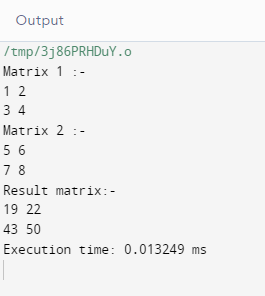 Output
/tmp/3j86PRHDuY.o
Matrix 1 :-
1 2
3 4
Matrix 2 :-
5 6
7 8
Result matrix:-
19 22
43 50
Execution time: 0.013249 ms